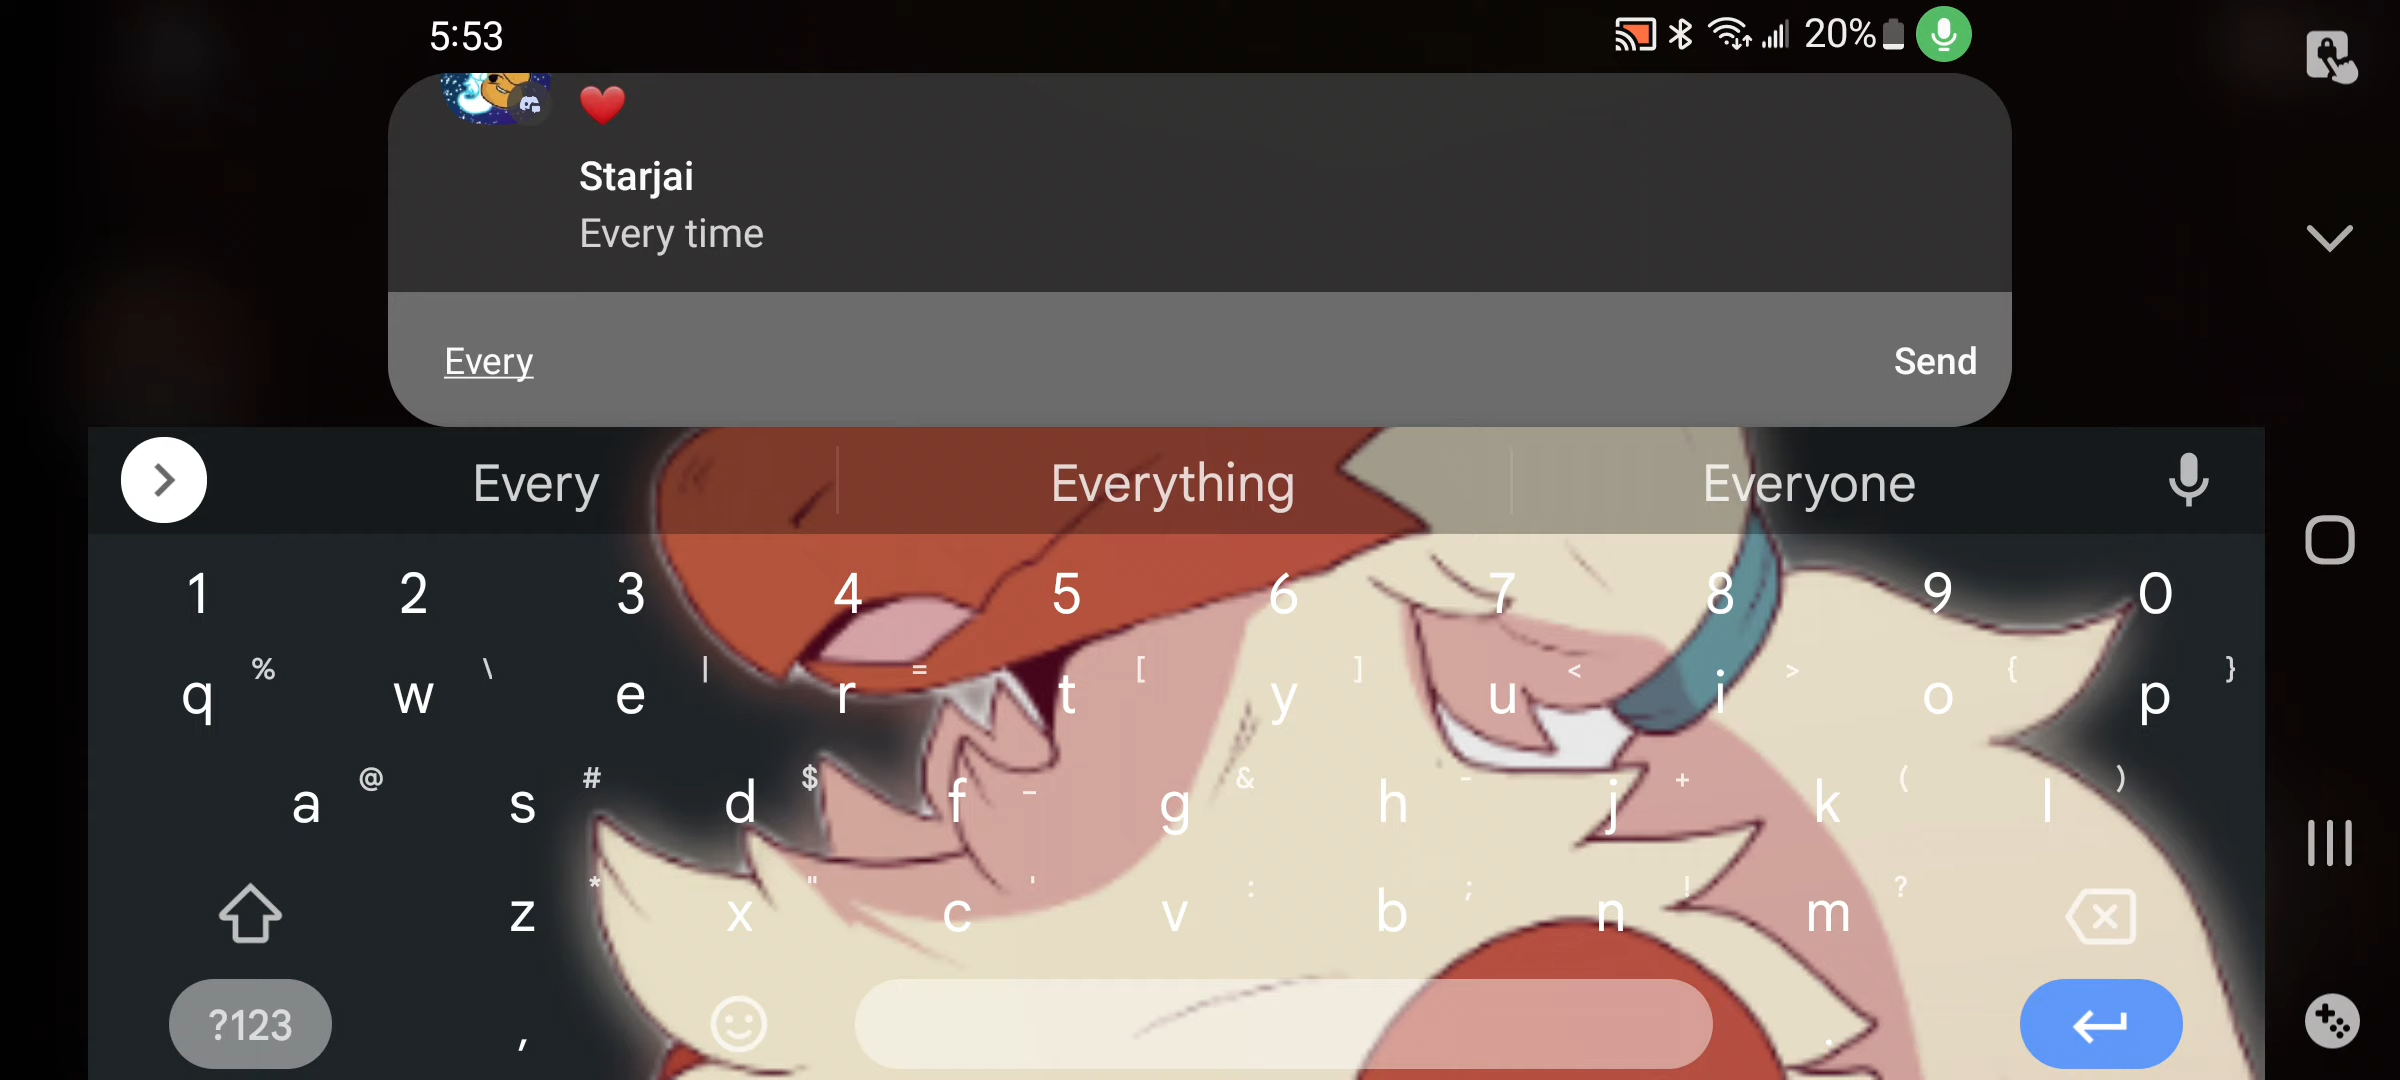 5:53
20%
Starjai
Every time
Every
Send
Every Everything Everyone
1 2 3 4 5 6 7 8 9 0
% \ | = [ ] < > { }
q w e r t y u i o p
@ # $ _ & - + ( )
a s d f g h j k l
* " ' : ; ! ?
z x c v b n m
?123 , .